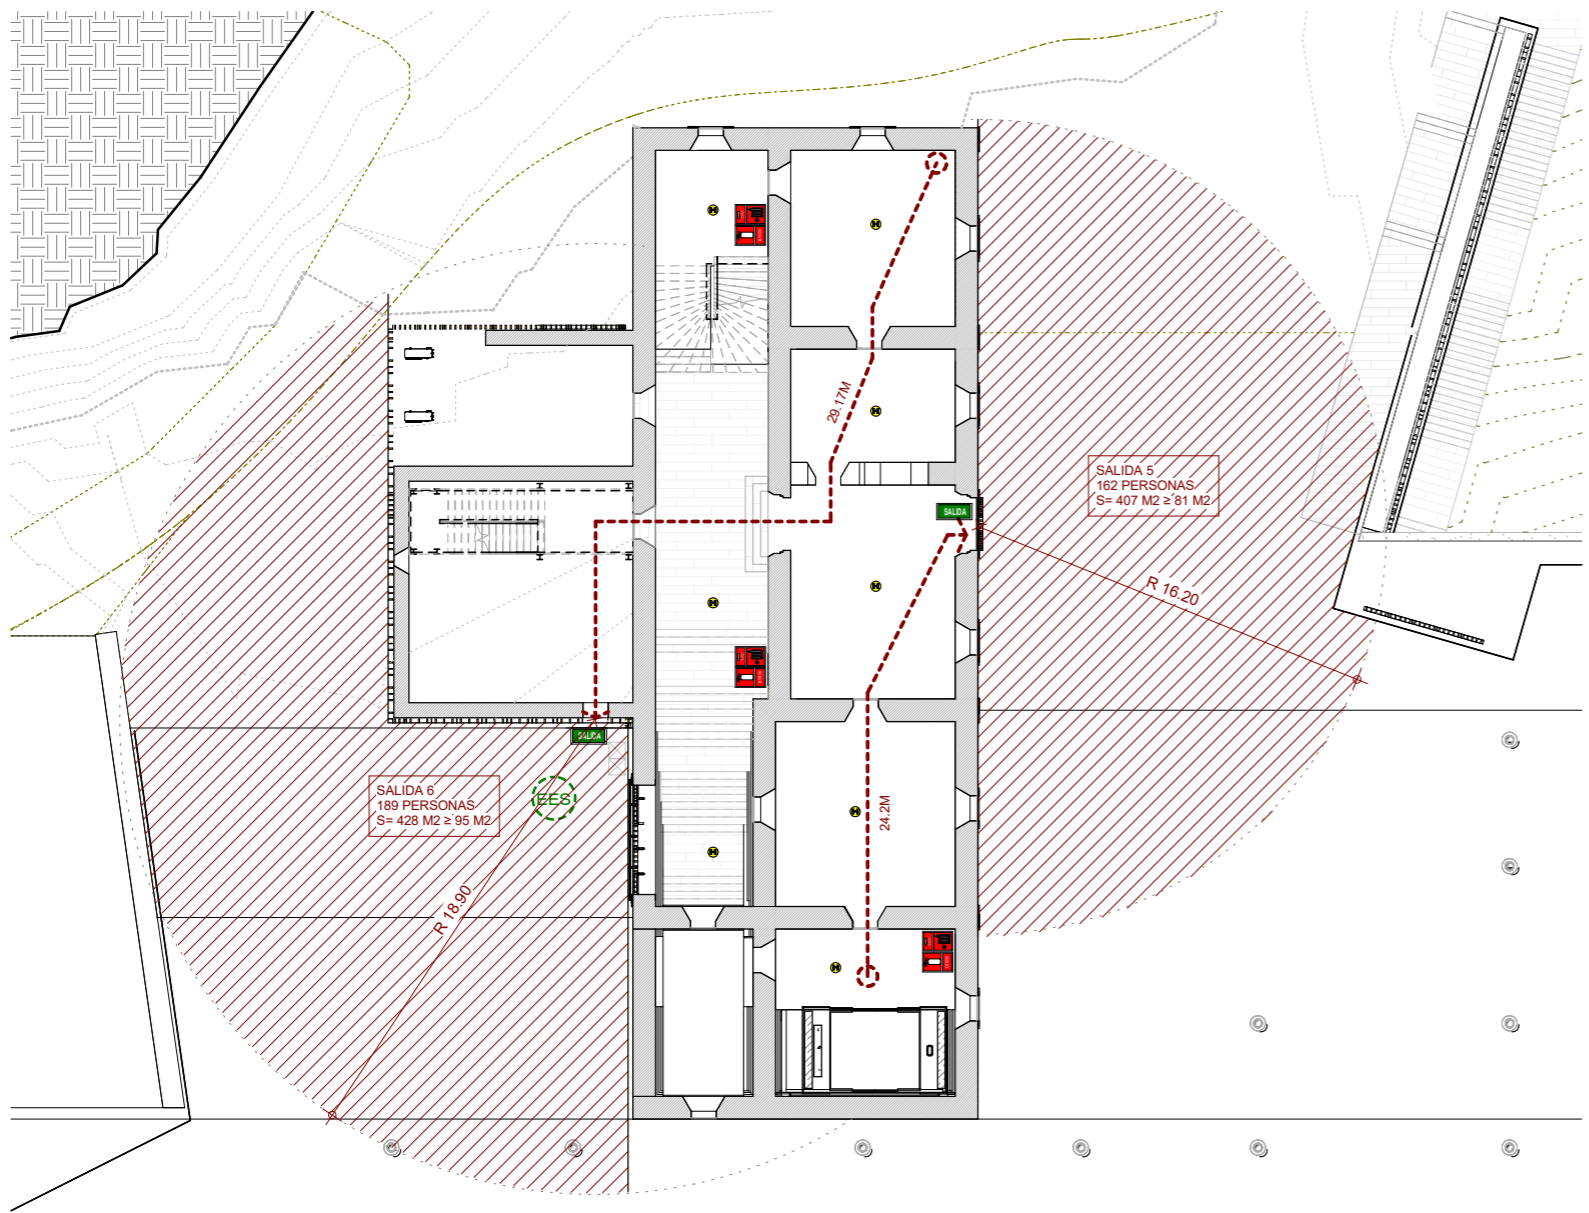 29.17M
SALIDA 5
162 PERSONAS
S= 407 M2 ≥ 81 M2
SALIDA
R 16.20
SALIDA
EES
SALIDA 6
189 PERSONAS
S= 428 M2 ≥ 95 M2
24.2M
R 18.90